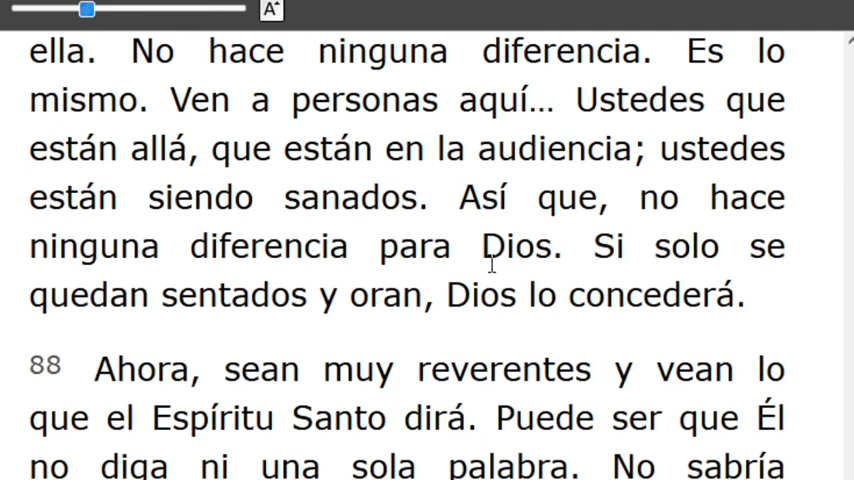 A
ella. No hace ninguna diferencia. Es lo
mismo. Ven a personas aquí... Ustedes que
están allá, que están en la audiencia; ustedes
están siendo sanados. Así que, no hace
ninguna diferencia para Dios. Si solo se
quedan sentados y oran, Dios lo concederá.
88 Ahora, sean muy reverentes y vean lo
que el Espíritu Santo dirá. Puede ser que Él
no diga ni una sola palabra. No sabría